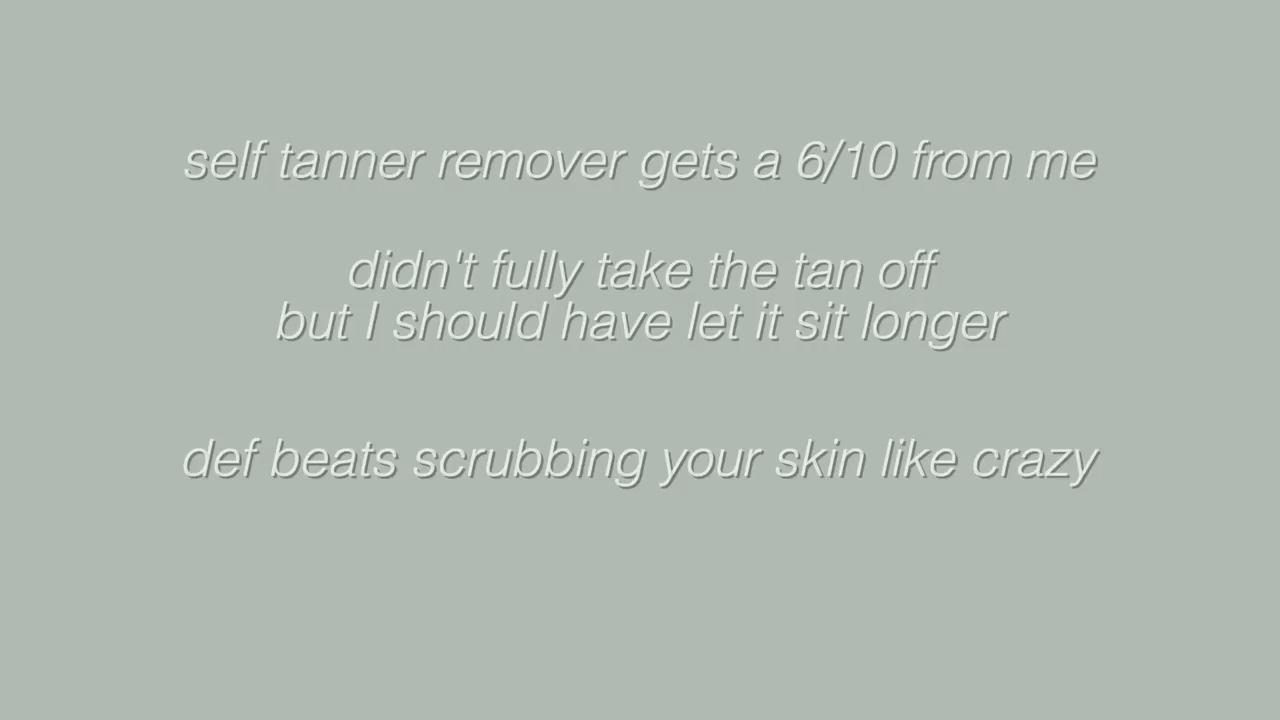 self tanner remover gets a 6/10 from me
didn't fully take the tan off
but I should have let it sit longer
def beats scrubbing your skin like crazy